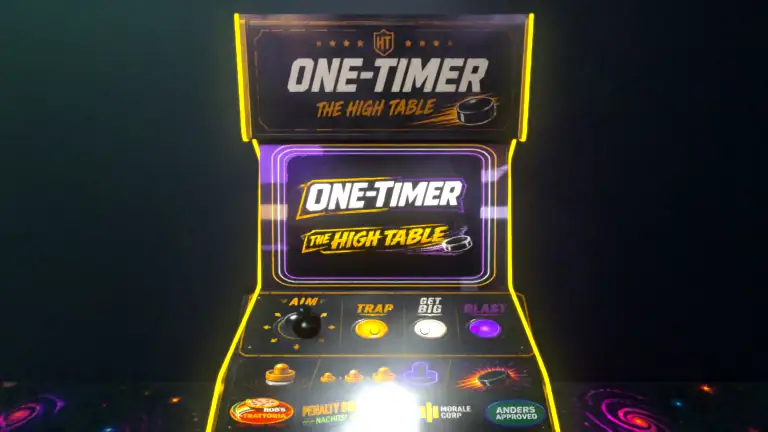 HT
ONE-TIMER
THE HIGH TABLE
ONE-TIMER
THE HIGH TABLE
AIM
TRAP
GET
BIG
BLAST
ROB'S
TRATTORIA
PENALTY
NACHOS
MORALE
CORP
ANDERS
APPROVED